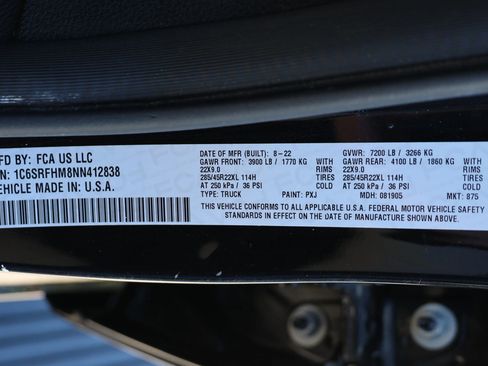 MFD BY: FCA US LLC
N: 1C6SRFHM8NN412838
VEHICLE MADE IN: U.S.A.
DATE OF MFR (BUILT): 8-22 GVWR: 7200 LB / 3266 KG
GAWR FRONT: 3900 LB / 1770 KG WITH GAWR REAR: 4100 LB / 1860 KG WITH
22X9.0 RIMS 22X9.0 RIMS
285/45R22XL 114H TIRES 285/45R22XL 114H TIRES
AT 250 kPa / 36 PSI COLD AT 250 kPa / 36 PSI COLD
TYPE: TRUCK PAINT: PXJ MDH: 081905 MKT: 875
THIS VEHICLE CONFORMS TO ALL APPLICABLE U.S.A. FEDERAL MOTOR VEHICLE SAFETY
STANDARDS IN EFFECT ON THE DATE OF MANUFACTURE SHOWN ABOVE.